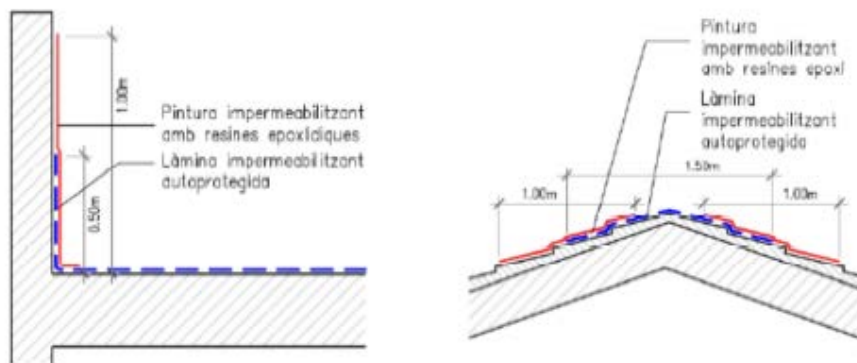 1.00m
0.50m
Pintura impermeabilitzant
amb resines epoxidiques
Làmina impermeabilitzant
autoprotegida
Pintura
impermeabilitzant
amb resines epoxi
Làmina
impermeabilitzant
autoprotegida
1.50m
1.00m
1.00m